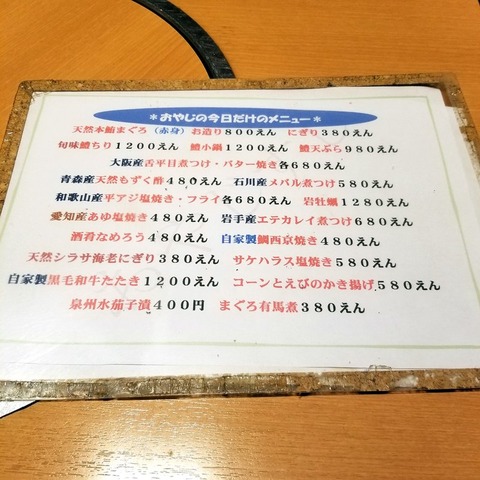 ＊おやじの今日だけのメニュー＊
天然本鮪まぐろ（赤身）お造り８００えん　にぎり３８０えん
旬味鱧ちり１２００えん　鱧小鍋１２００えん　鱧天ぷら９８０えん
大阪産舌平目煮つけ・バター焼き各６８０えん
青森産天然もずく酢４８０えん　石川産メバル煮つけ５８０えん
和歌山産平アジ塩焼き・フライ各６８０えん　岩牡蠣１２８０えん
愛知産あゆ塩焼き４８０えん　岩手産エテカレイ煮つけ６８０えん
酒肴なめろう４８０えん　自家製鯛西京焼き４８０えん
天然シラサ海老にぎり３８０えん　サケハラス塩焼き５８０えん
自家製黒毛和牛たたき１２００えん　コーンとえびのかき揚げ５８０えん
泉州水茄子漬４００円　まぐろ有馬煮３８０えん